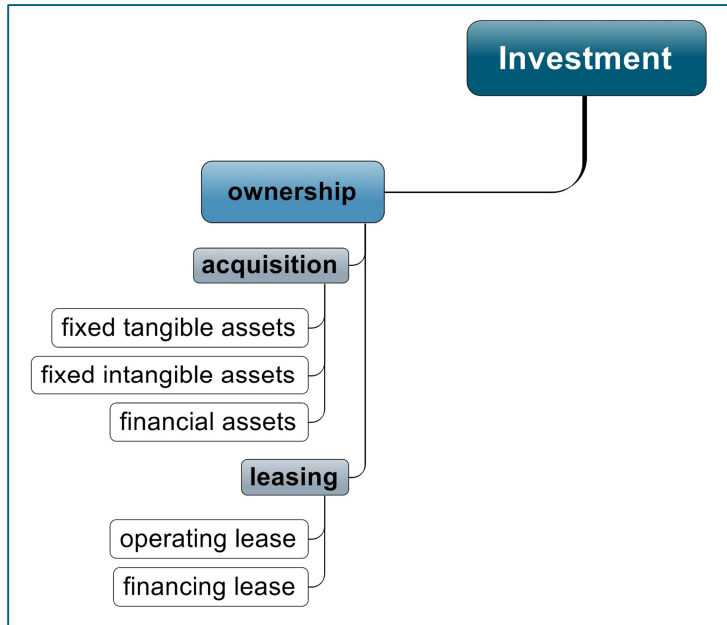 Investment
ownership
acquisition
fixed tangible assets
fixed intangible assets
financial assets
leasing
operating lease
financing lease